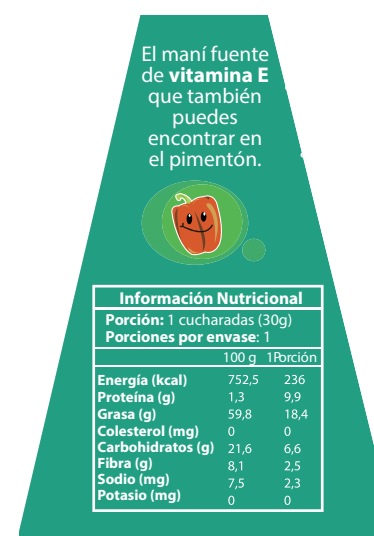 El maní fuente
de vitamina E
que también
puedes
encontrar en
el pimentón.
Información Nutricional
Porción: 1 cucharadas (30g)
Porciones por envase: 1
100 g 1Porción
Energía (kcal) 752,5 236
Proteína (g) 1,3 9,9
Grasa (g) 59,8 18,4
Colesterol (mg) 0 0
Carbohidratos (g) 21,6 6,6
Fibra (g) 8,1 2,5
Sodio (mg) 7,5 2,3
Potasio (mg) 0 0